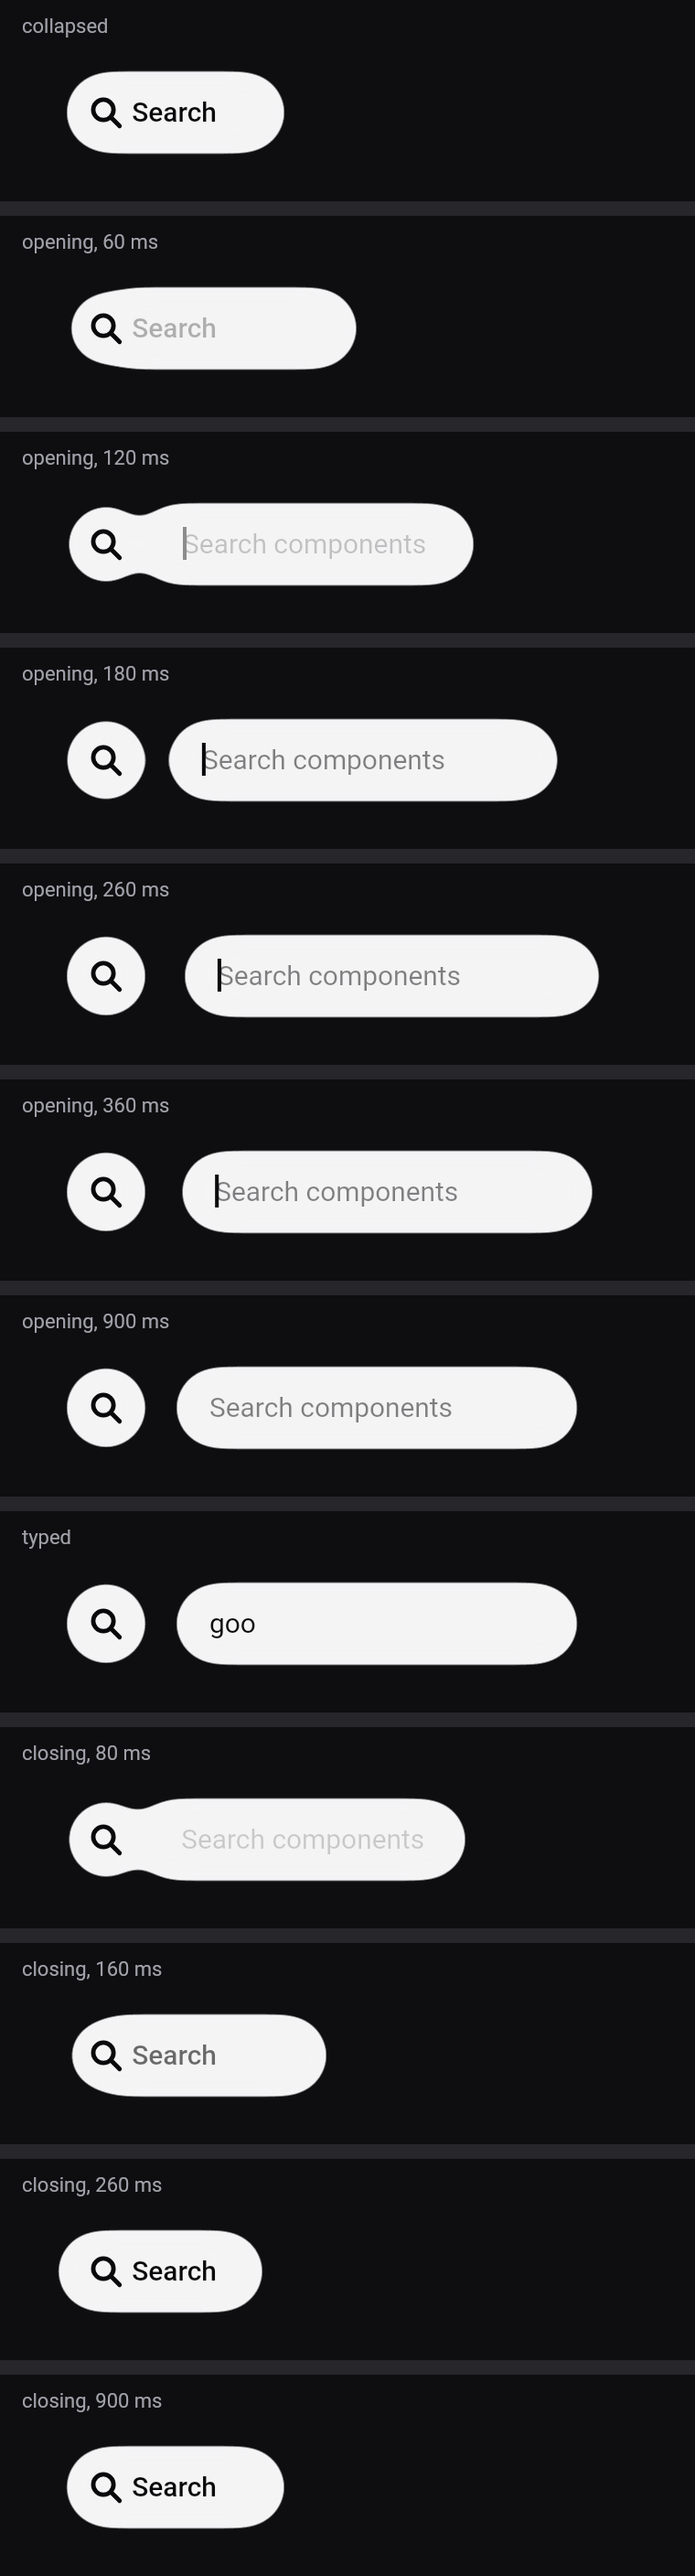 collapsed
Search
opening, 60 ms
Search
opening, 120 ms
Search components
opening, 180 ms
Search components
opening, 260 ms
Search components
opening, 360 ms
Search components
opening, 900 ms
Search components
typed
goo
closing, 80 ms
Search components
closing, 160 ms
Search
closing, 260 ms
Search
closing, 900 ms
Search